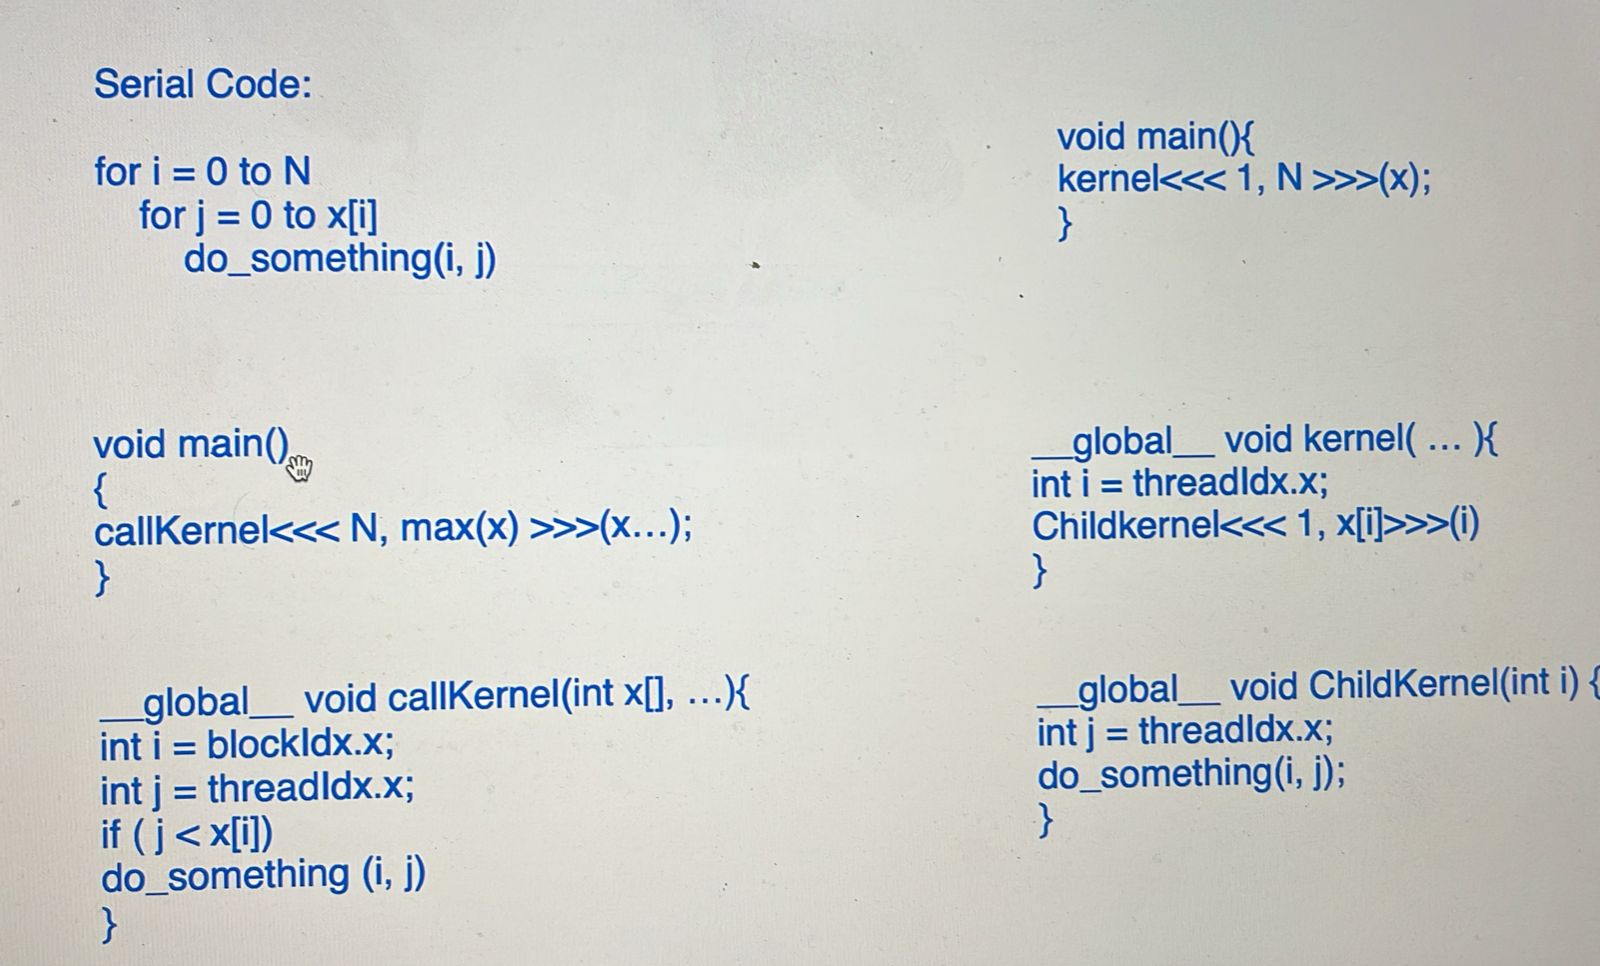 Serial Code:
for i = 0 to N
for j = 0 to x[i]
do_something(i, j)
void main()
{
callKernel<<< N, max(x) >>>(x...);
}
__global__ void callKernel(int x[], ...){
int i = blockIdx.x;
int j = threadIdx.x;
if ( j < x[i])
do_something (i, j)
}
void main(){
kernel<<< 1, N >>>(x);
}
__global__ void kernel( ... ){
int i = threadIdx.x;
Childkernel<<< 1, x[i]>>>(i)
}
__global__ void ChildKernel(int i) {
int j = threadIdx.x;
do_something(i, j);
}